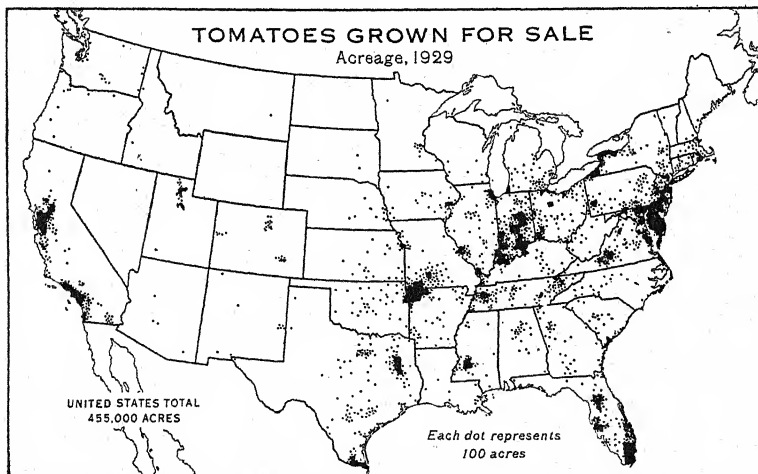 TOMATOES GROWN FOR SALE
Acreage, 1929
UNITED STATES TOTAL
455,000 ACRES
Each dot represents
100 acres